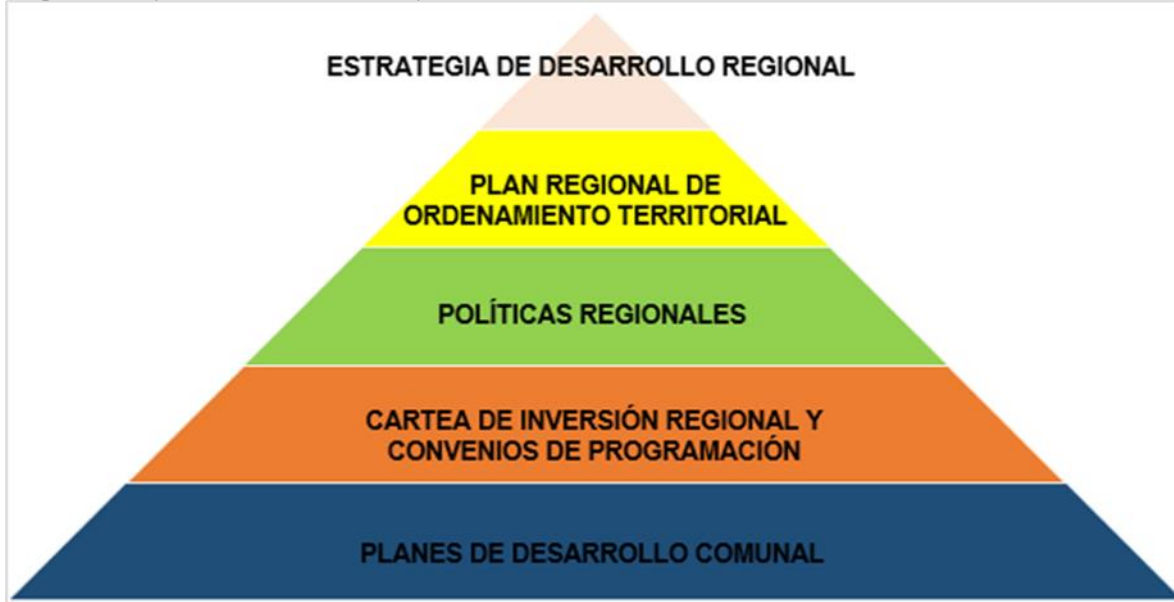 ESTRATEGIA DE DESARROLLO REGIONAL
PLAN REGIONAL DE
ORDENAMIENTO TERRITORIAL
POLÍTICAS REGIONALES
CARTEA DE INVERSIÓN REGIONAL Y
CONVENIOS DE PROGRAMACIÓN
PLANES DE DESARROLLO COMUNAL